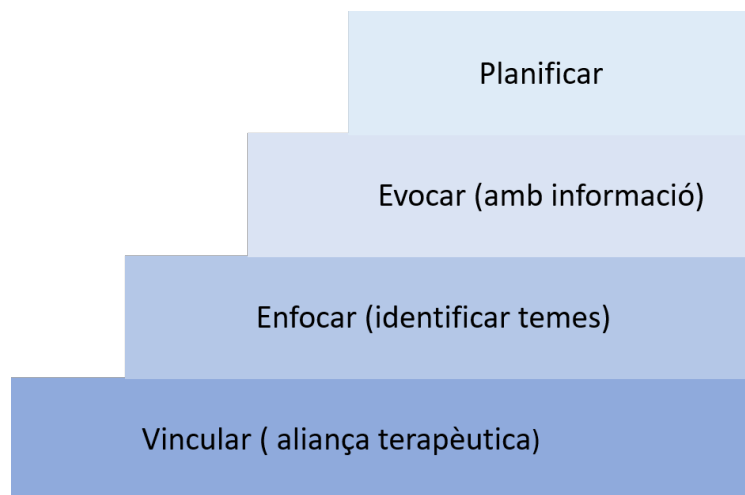 Planificar
Evocar (amb informació)
Enfocar (identificar temes)
Vincular ( aliança terapèutica)